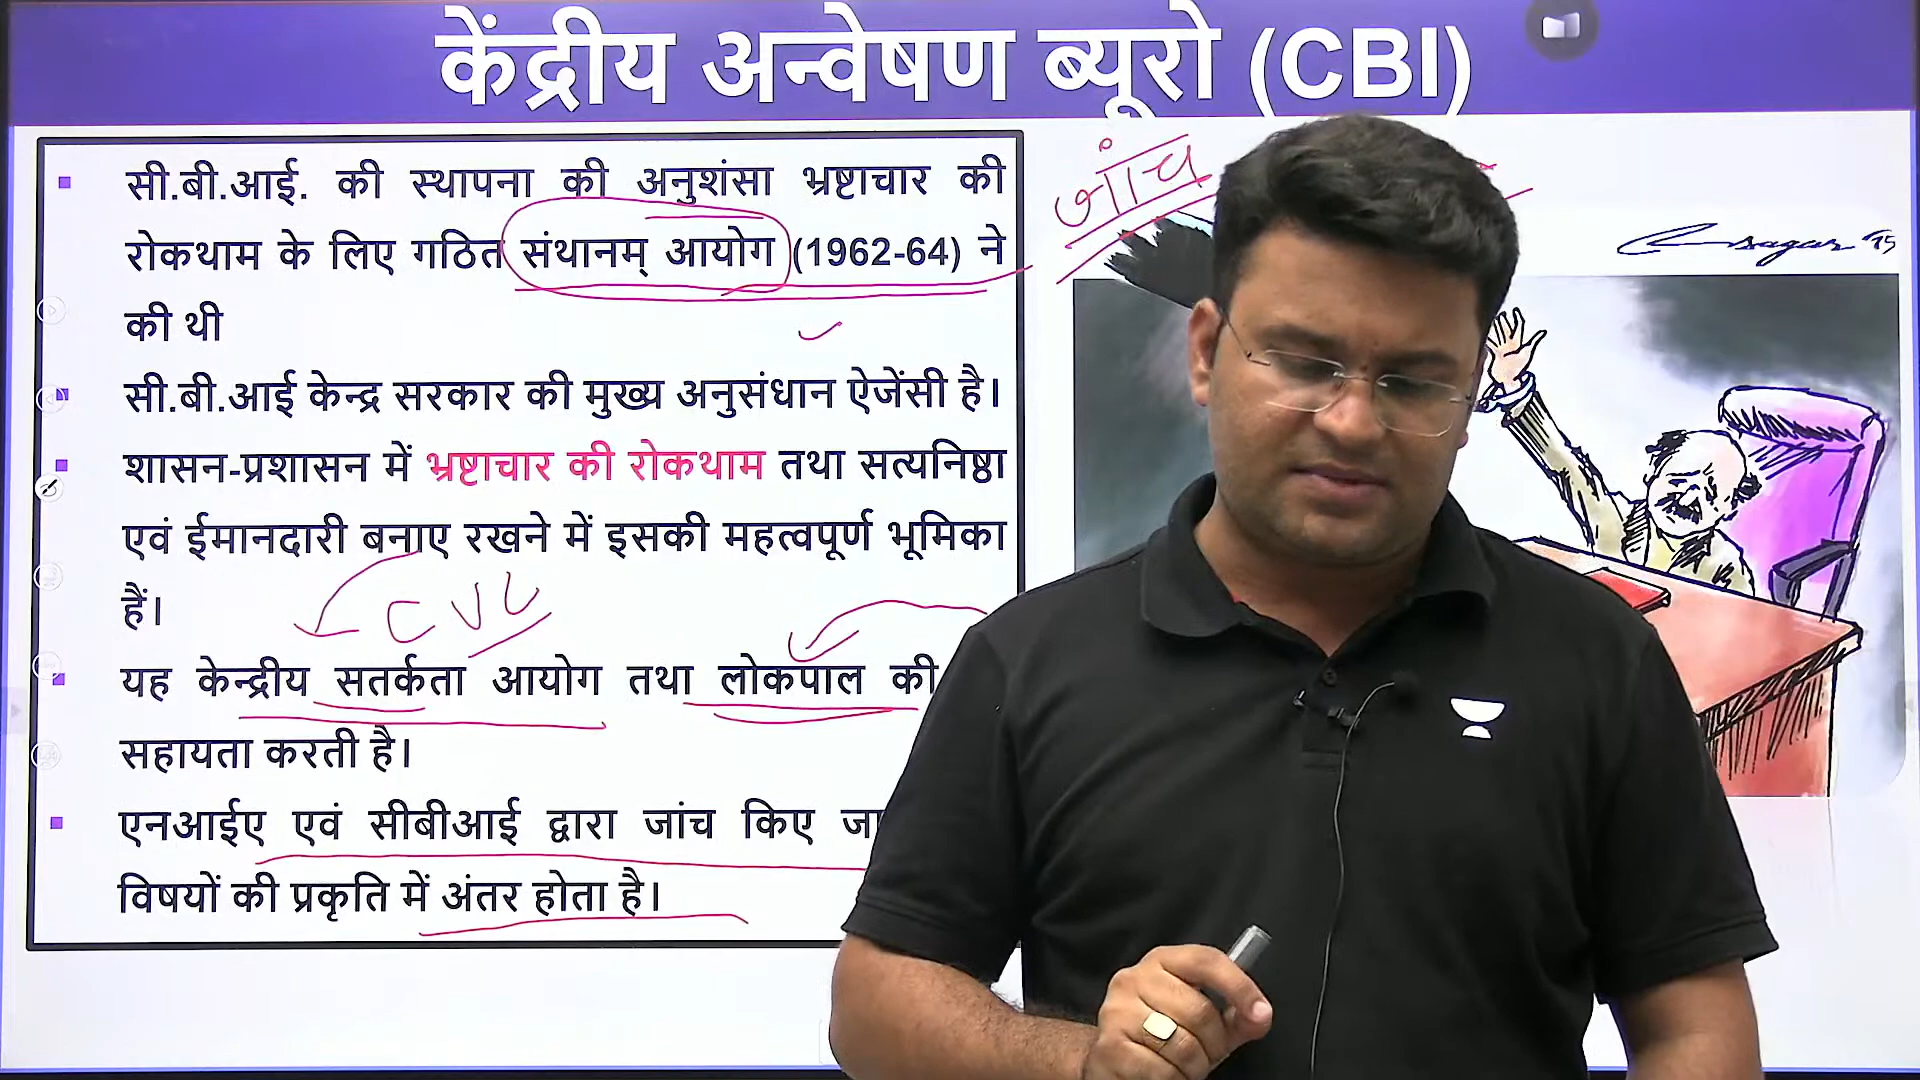 केंद्रीय अन्वेषण ब्यूरो (CBI)
सी.बी.आई. की स्थापना की अनुशंसा भ्रष्टाचार की
रोकथाम के लिए गठित संथानम् आयोग (1962-64) ने
की थी
सी.बी.आई केन्द्र सरकार की मुख्य अनुसंधान ऐजेंसी है।
शासन-प्रशासन में भ्रष्टाचार की रोकथाम तथा सत्यनिष्ठा
एवं ईमानदारी बनाए रखने में इसकी महत्वपूर्ण भूमिका
हैं।
CVC
यह केन्द्रीय सतर्कता आयोग तथा लोकपाल की
सहायता करती है।
एनआईए एवं सीबीआई द्वारा जांच किए जा
विषयों की प्रकृति में अंतर होता है।
जांच
sagar 75